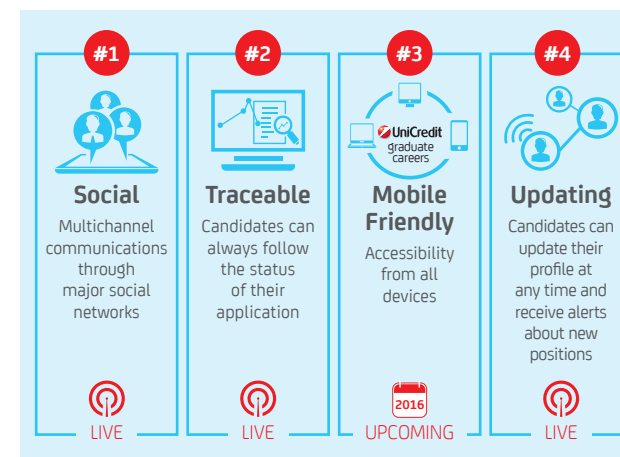 #1
Social
Multichannel
communications
through
major social
networks
LIVE
#2
Traceable
Candidates can
always follow
the status
of their
application
LIVE
#3
UniCredit
graduate
careers
Mobile
Friendly
Accessibility
from all
devices
2016
UPCOMING
#4
Updating
Candidates can
update their
profile at
any time and
receive alerts
about new
positions
LIVE